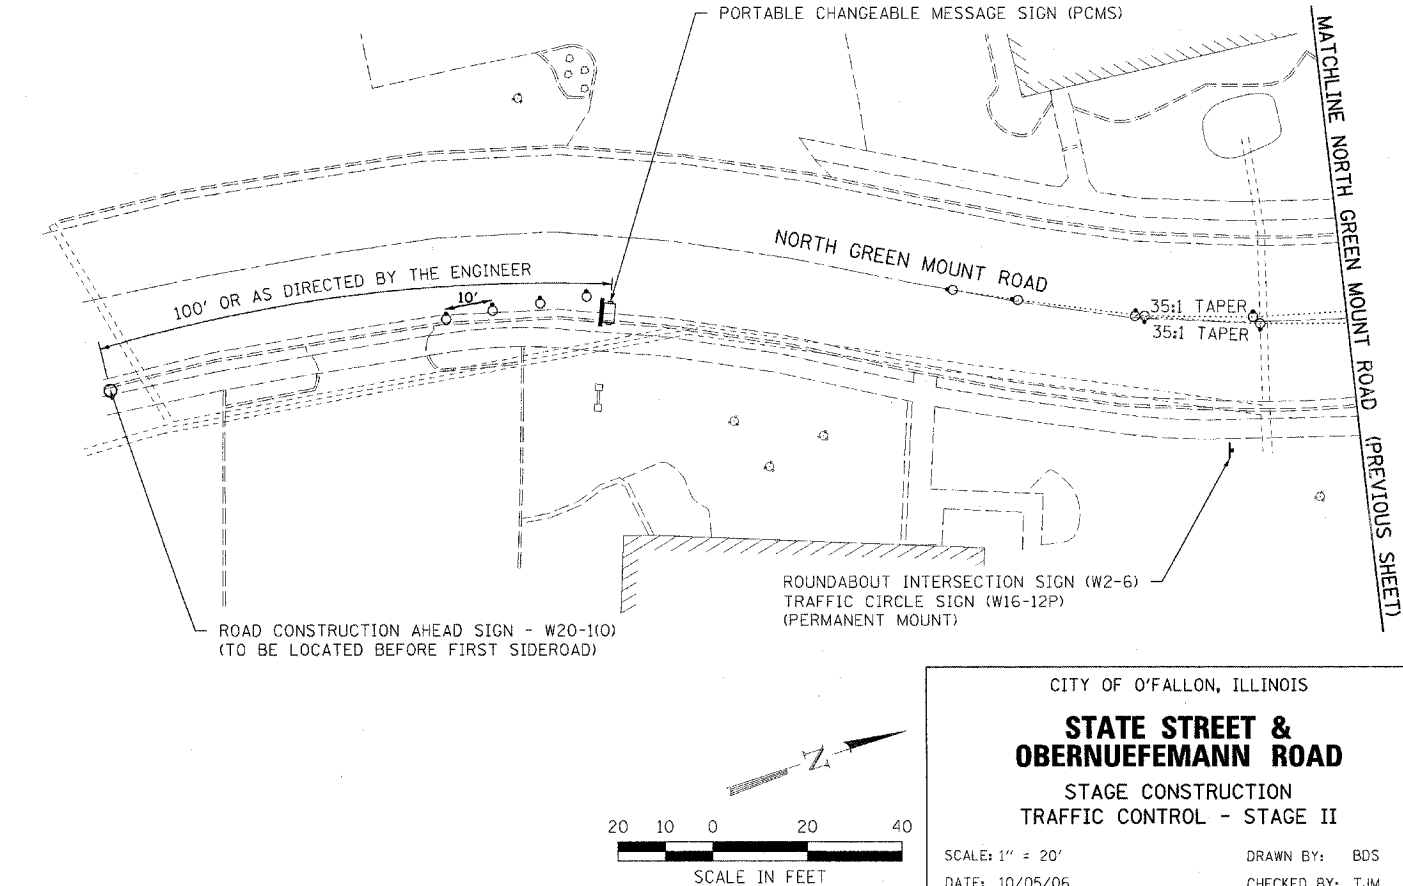 PORTABLE CHANGEABLE MESSAGE SIGN (PCMS)
MATCHLINE NORTH GREEN MOUNT ROAD (PREVIOUS SHEET)
NORTH GREEN MOUNT ROAD
100' OR AS DIRECTED BY THE ENGINEER
10'
35:1 TAPER
35:1 TAPER
ROUNDABOUT INTERSECTION SIGN (W2-6)
TRAFFIC CIRCLE SIGN (W16-12P)
(PERMANENT MOUNT)
ROAD CONSTRUCTION AHEAD SIGN - W20-1(O)
(TO BE LOCATED BEFORE FIRST SIDEROAD)
N
20 10 0 20 40
SCALE IN FEET
CITY OF O'FALLON, ILLINOIS
STATE STREET &
OBERNUEFEMANN ROAD
STAGE CONSTRUCTION
TRAFFIC CONTROL - STAGE II
SCALE: 1" = 20' DRAWN BY: BDS
DATE: 10/05/06 CHECKED BY: TJM